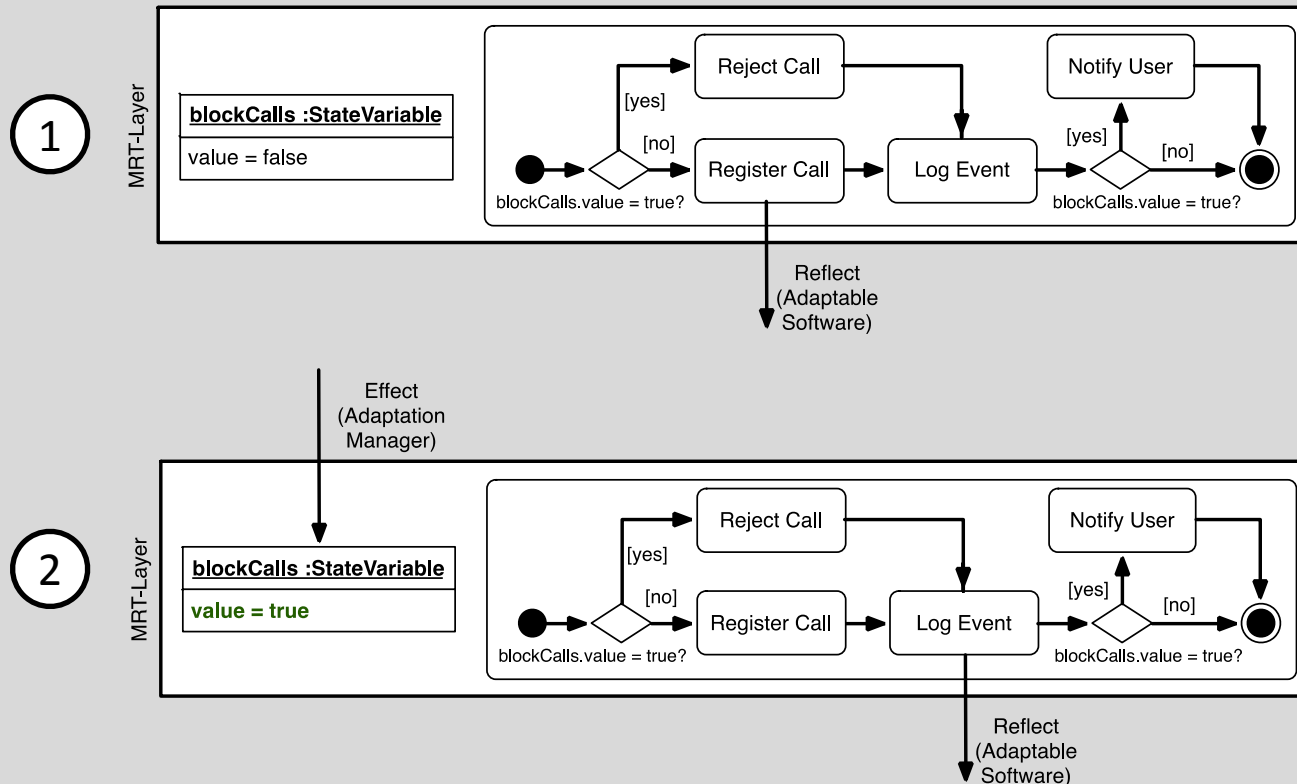 1
MRT-Layer
blockCalls :StateVariable
value = false
Reject Call
Notify User
[yes]
[no]
Register Call
Log Event
[yes]
[no]
blockCalls.value = true?
blockCalls.value = true?
Reflect
(Adaptable
Software)
Effect
(Adaptation
Manager)
2
MRT-Layer
blockCalls :StateVariable
value = true
Reject Call
Notify User
[yes]
[no]
Register Call
Log Event
[yes]
[no]
blockCalls.value = true?
blockCalls.value = true?
Reflect
(Adaptable
Software)